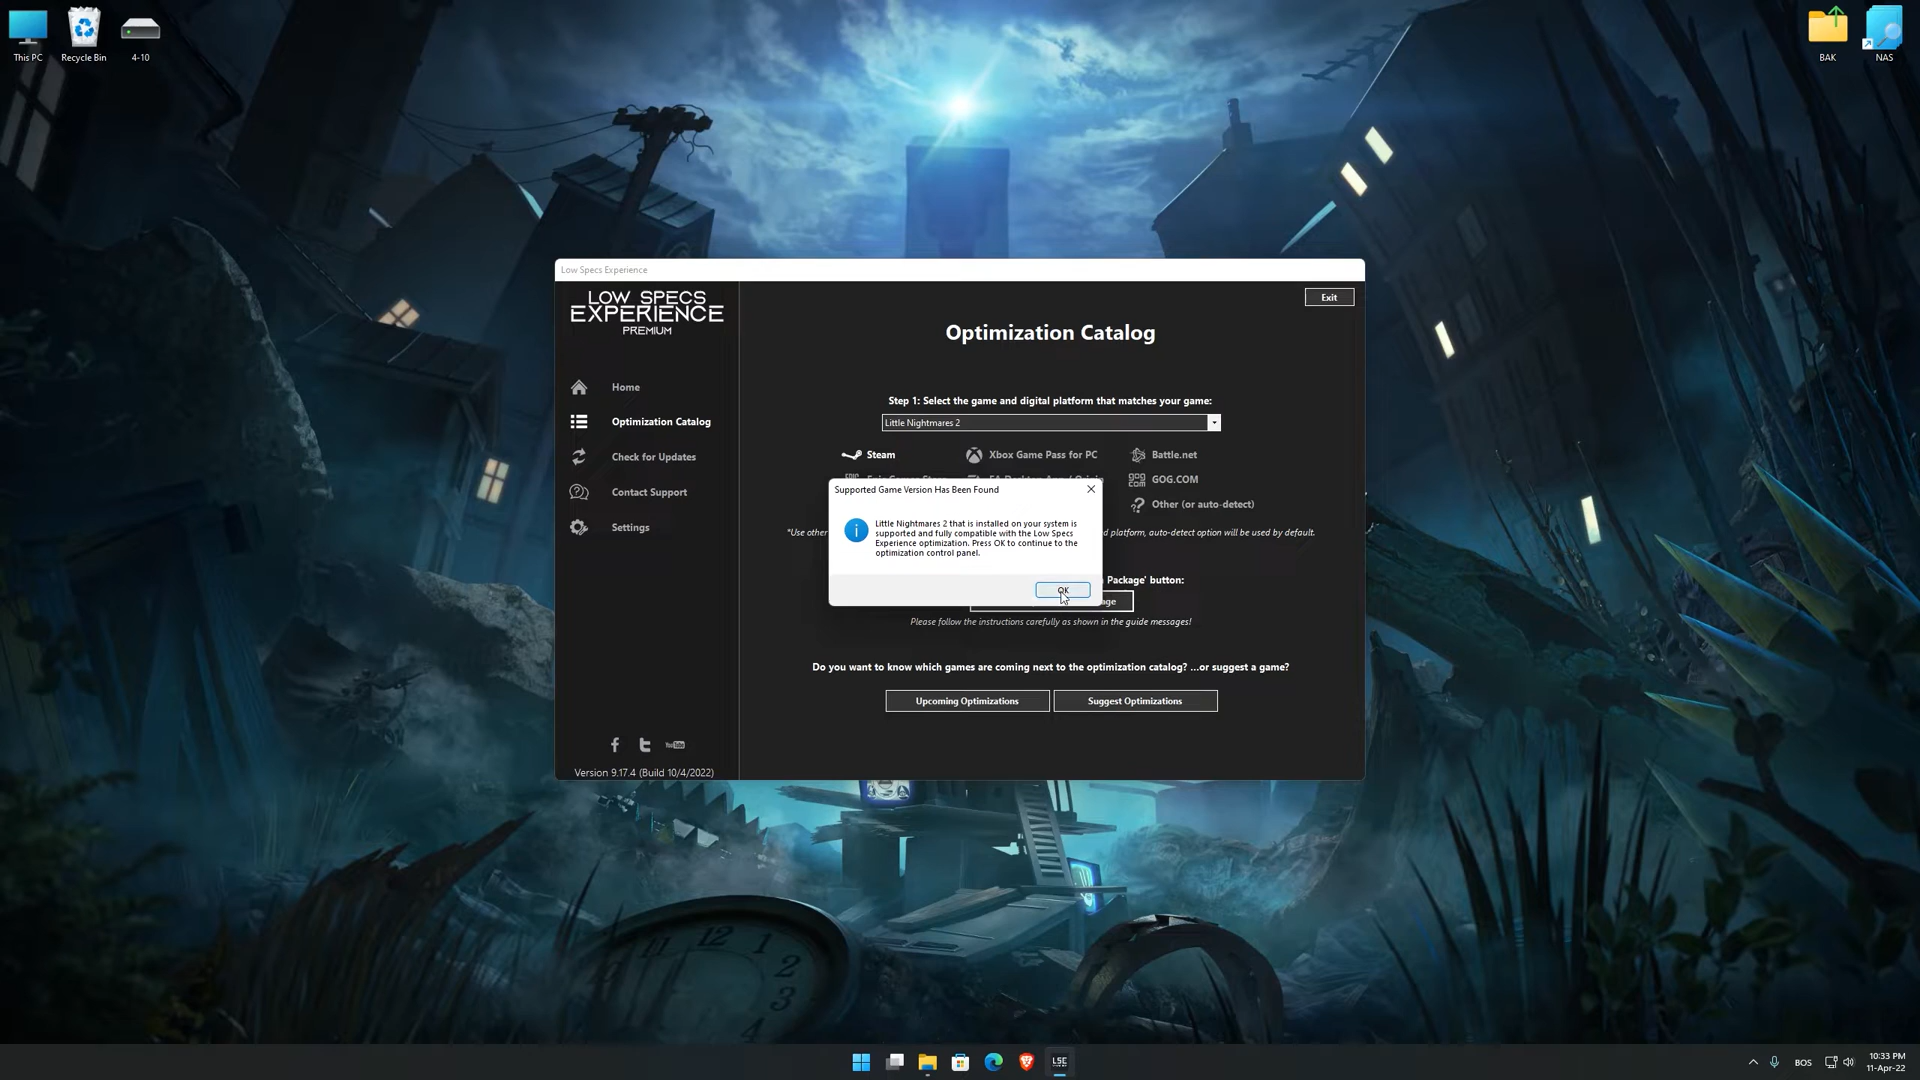 This PC
Recycle Bin
4-10
BAK
NAS
Low Specs Experience
LOW SPECS
EXPERIENCE
PREMIUM
Home
Optimization Catalog
Check for Updates
Contact Support
Settings
Version 9.17.4 (Build 10/4/2022)
Exit
Optimization Catalog
Step 1: Select the game and digital platform that matches your game:
Little Nightmares 2
Steam
Xbox Game Pass for PC
Battle.net
GOG.COM
Other (or auto-detect)
*Use other
d platform, auto-detect option will be used by default.
Supported Game Version Has Been Found
Little Nightmares 2 that is installed on your system is
supported and fully compatible with the Low Specs
Experience optimization. Press OK to continue to the
optimization control panel.
OK
Package' button:
Please follow the instructions carefully as shown in the guide messages!
Do you want to know which games are coming next to the optimization catalog? ...or suggest a game?
Upcoming Optimizations
Suggest Optimizations
LSE
BOS
10:33 PM
11-Apr-22